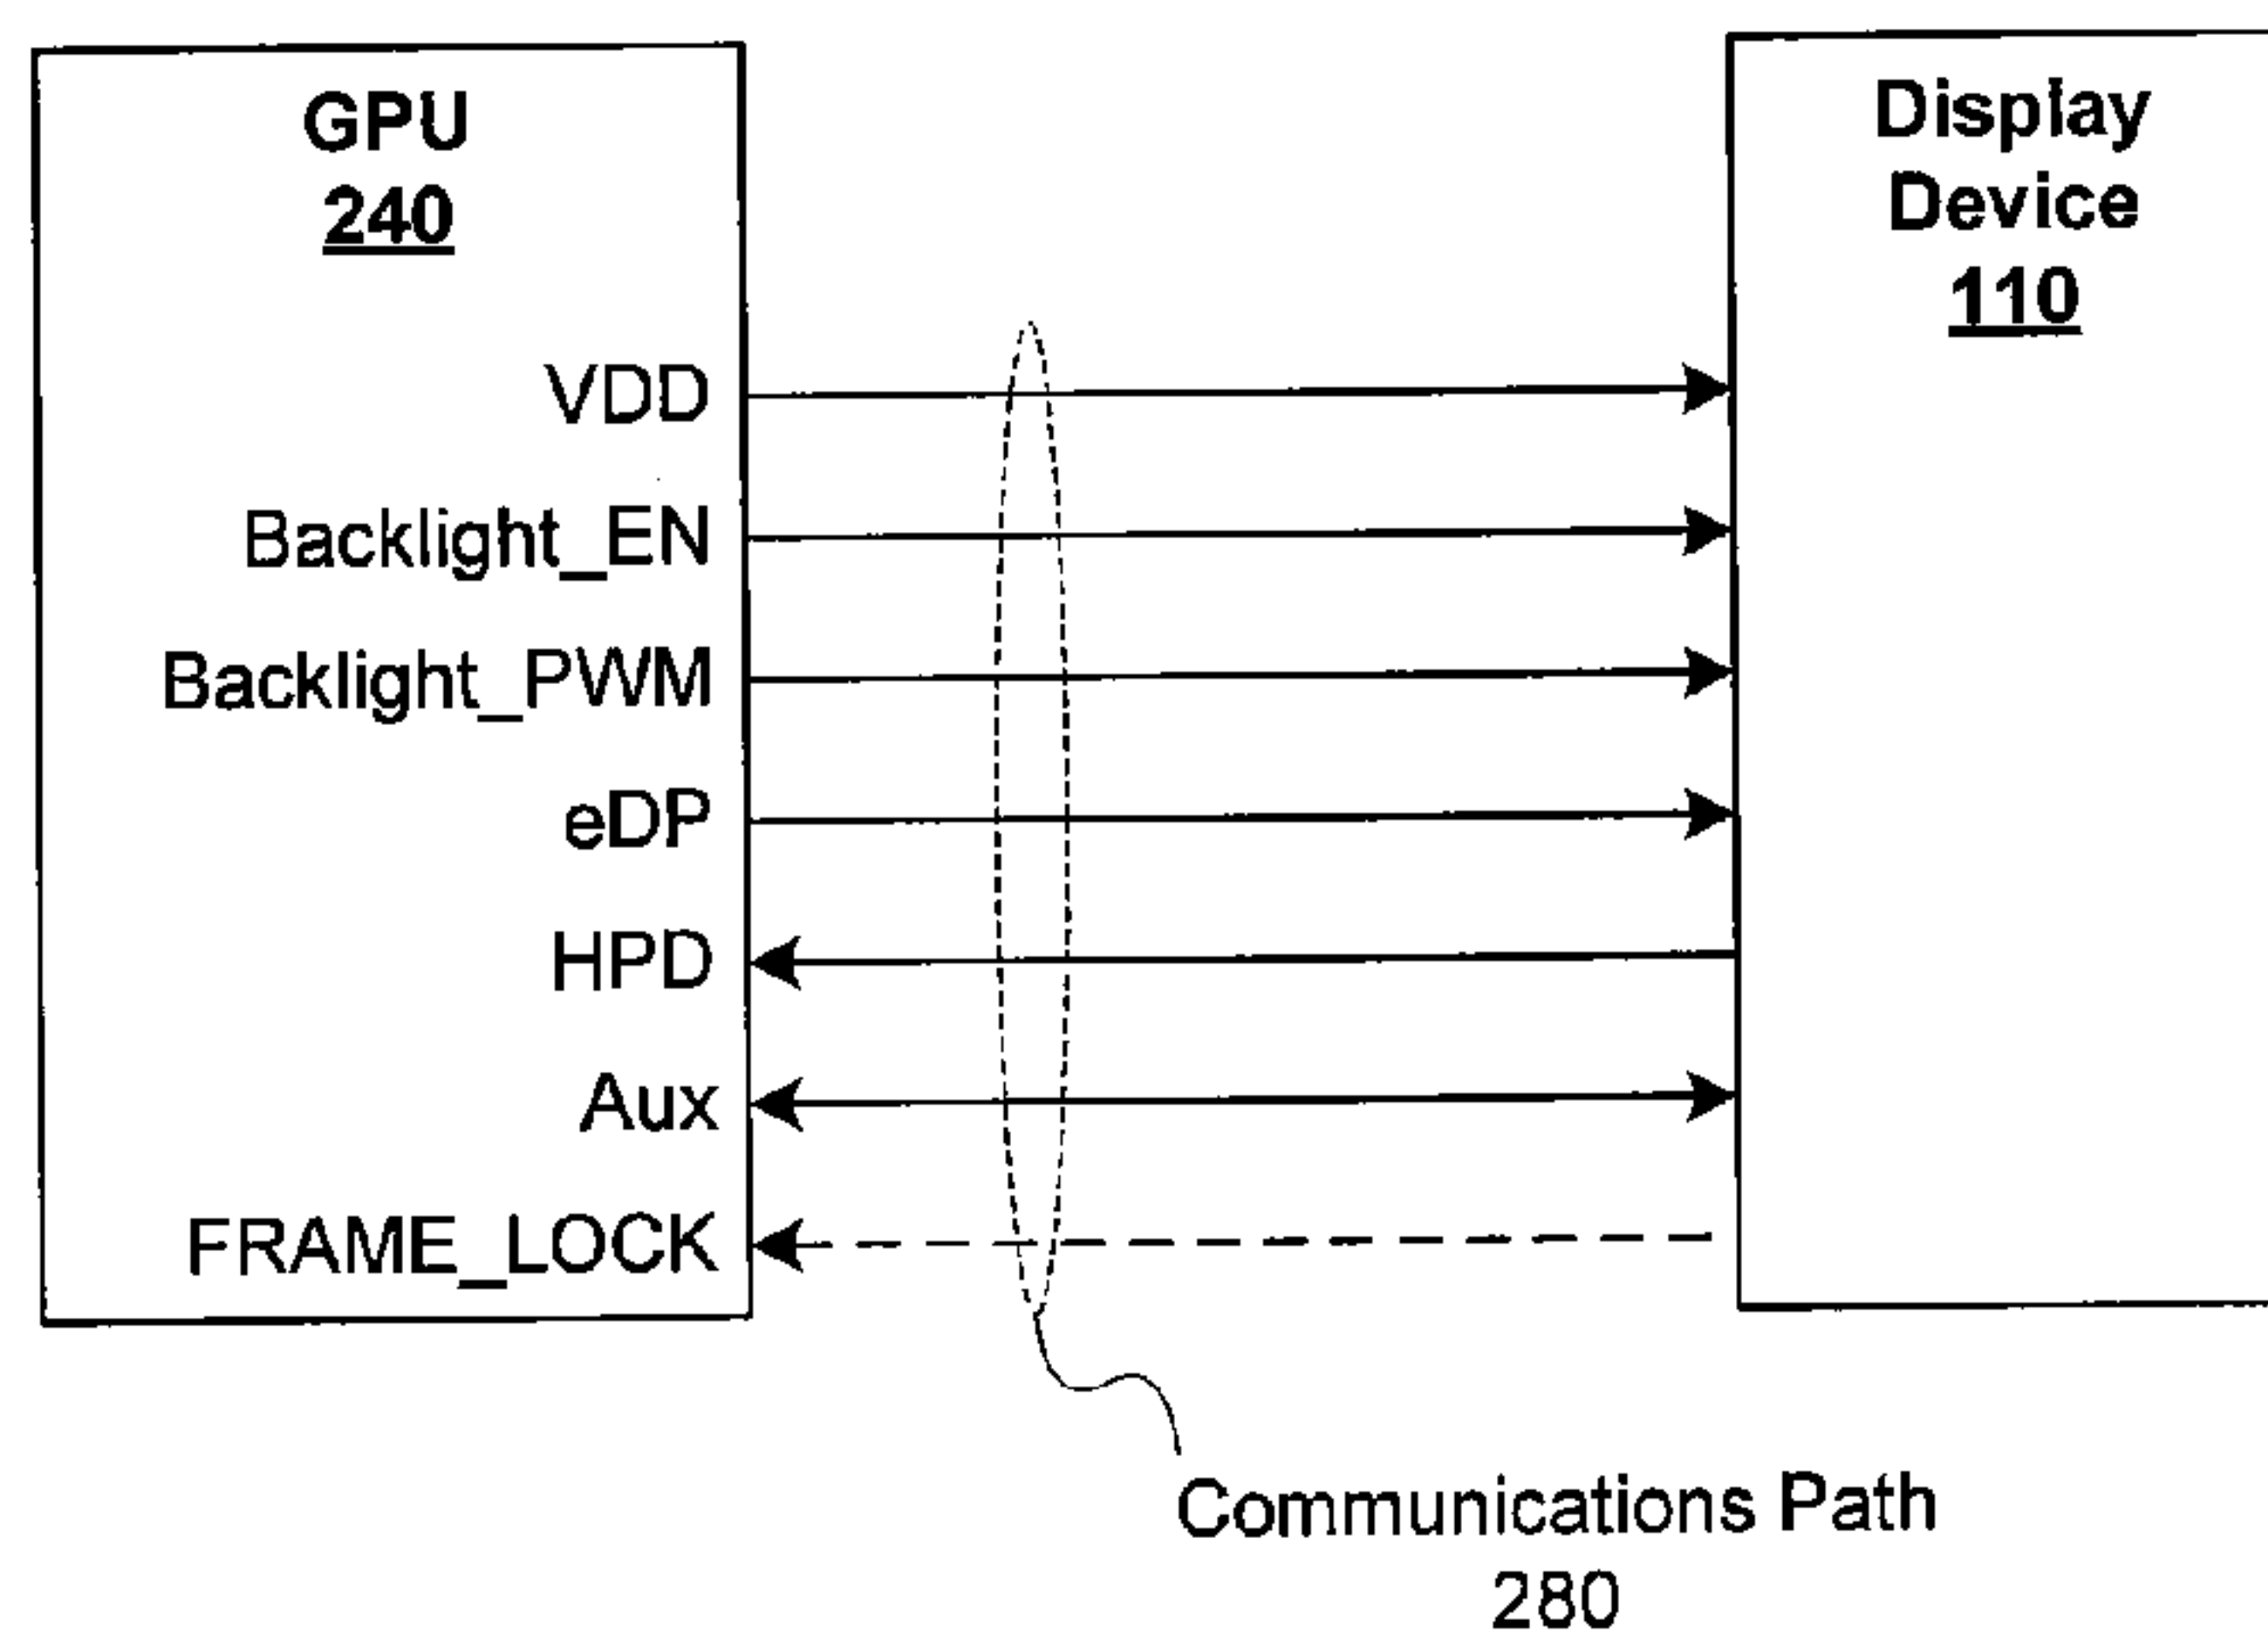 GPU
240
Display
Device
110
VDD
Backlight_EN
Backlight_PWM
eDP
HPD
Aux
FRAME_LOCK
Communications Path
280